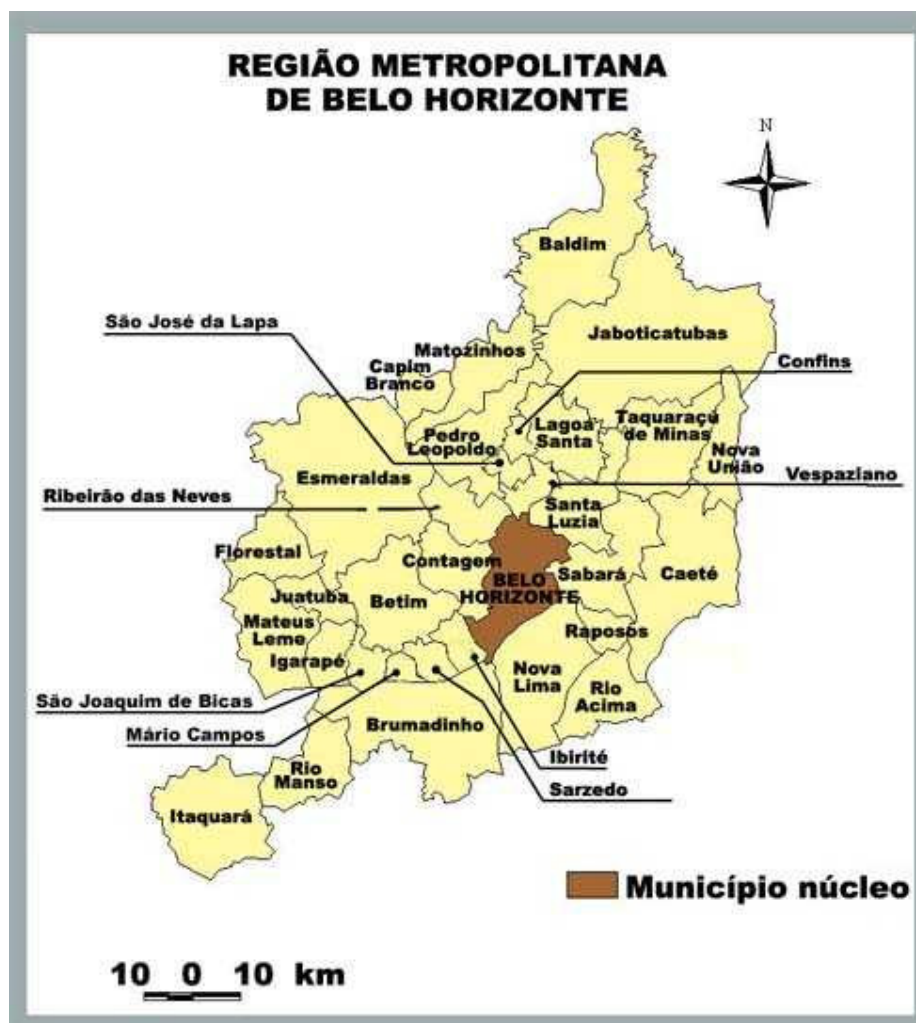 REGIÃO METROPOLITANA
DE BELO HORIZONTE
N
Baldim
São José da Lapa
Jaboticatubas
Matozinhos
Confins
Capim
Branco
Taquaraçú
de Minas
Lagoa
Santa
Pedro
Leopoldo
Nova
União
Esmeraldas
Vespaziano
Ribeirão das Neves
Santa
Luzia
Florestal
Contagem
Sabará
Caeté
BELO
HORIZONTE
Juatuba
Betim
Mateus
Leme
Raposos
Igarapé
Nova
Lima
Rio
Acima
São Joaquim de Bicas
Mário Campos
Brumadinho
Ibirité
Rio
Manso
Sarzedo
Itaquará
Município núcleo
10 0 10 km